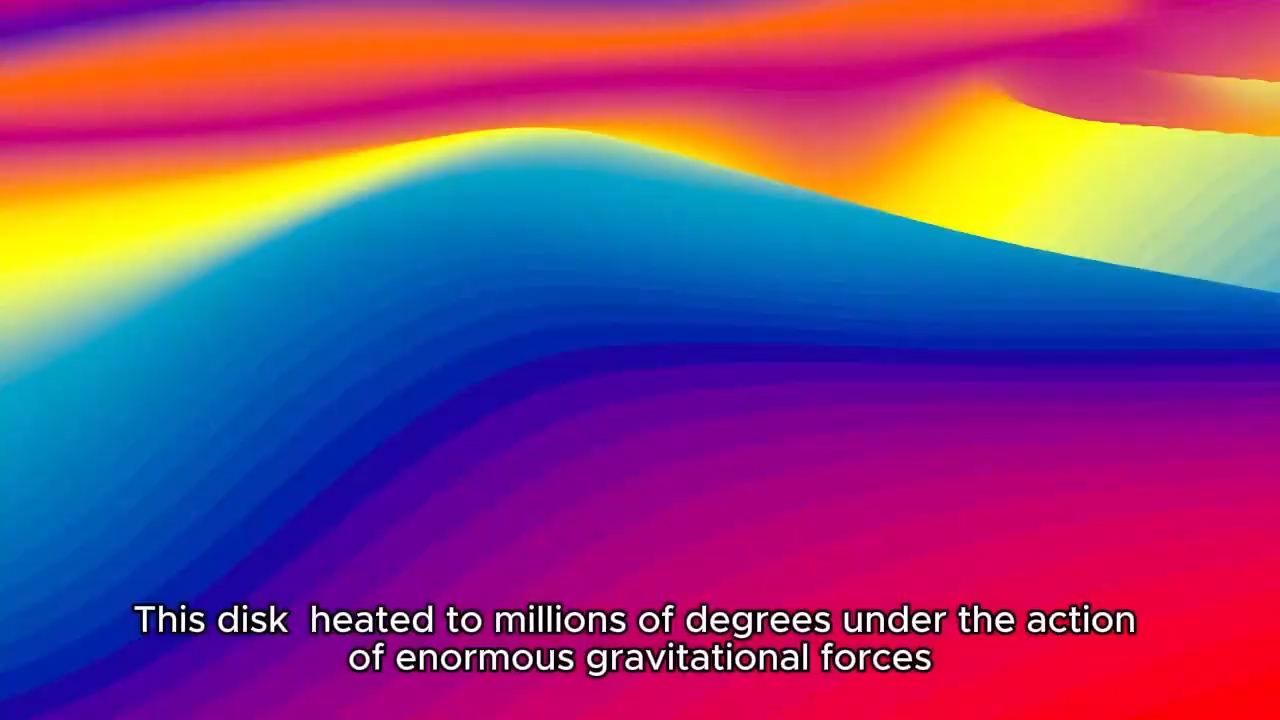 This disk  heated to millions of degrees under the action
of enormous gravitational forces